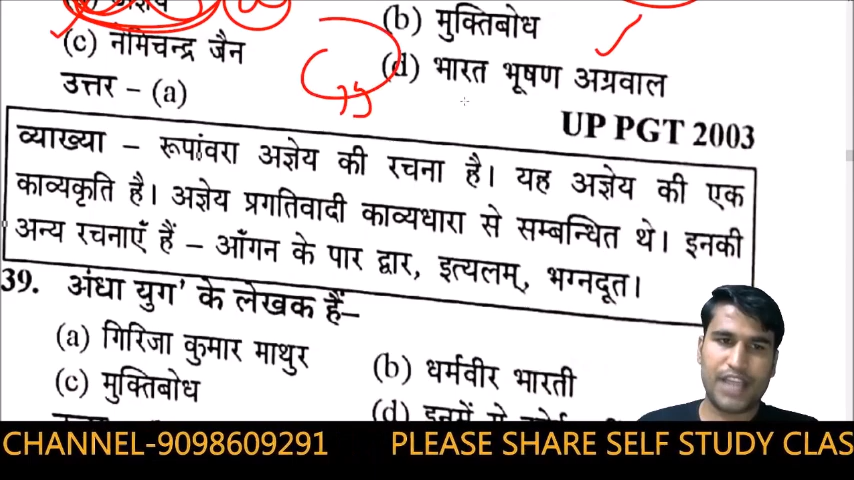 (b) मुक्तिबोध
(c) नेमिचन्द्र जैन
(d) भारत भूषण अग्रवाल
उत्तर – (a)
UP PGT 2003
व्याख्या – रूपांवरा अज्ञेय की रचना है। यह अज्ञेय की एक
काव्यकृति है। अज्ञेय प्रगतिवादी काव्यधारा से सम्बन्धित थे। इनकी
अन्य रचनाएँ हैं – आँगन के पार द्वार, इत्यलम्, भग्नदूत।
39. अंधा युग' के लेखक हैं–
(a) गिरिजा कुमार माथुर
(b) धर्मवीर भारती
(c) मुक्तिबोध
(d) इनमें से
CHANNEL-9098609291 PLEASE SHARE SELF STUDY CLAS